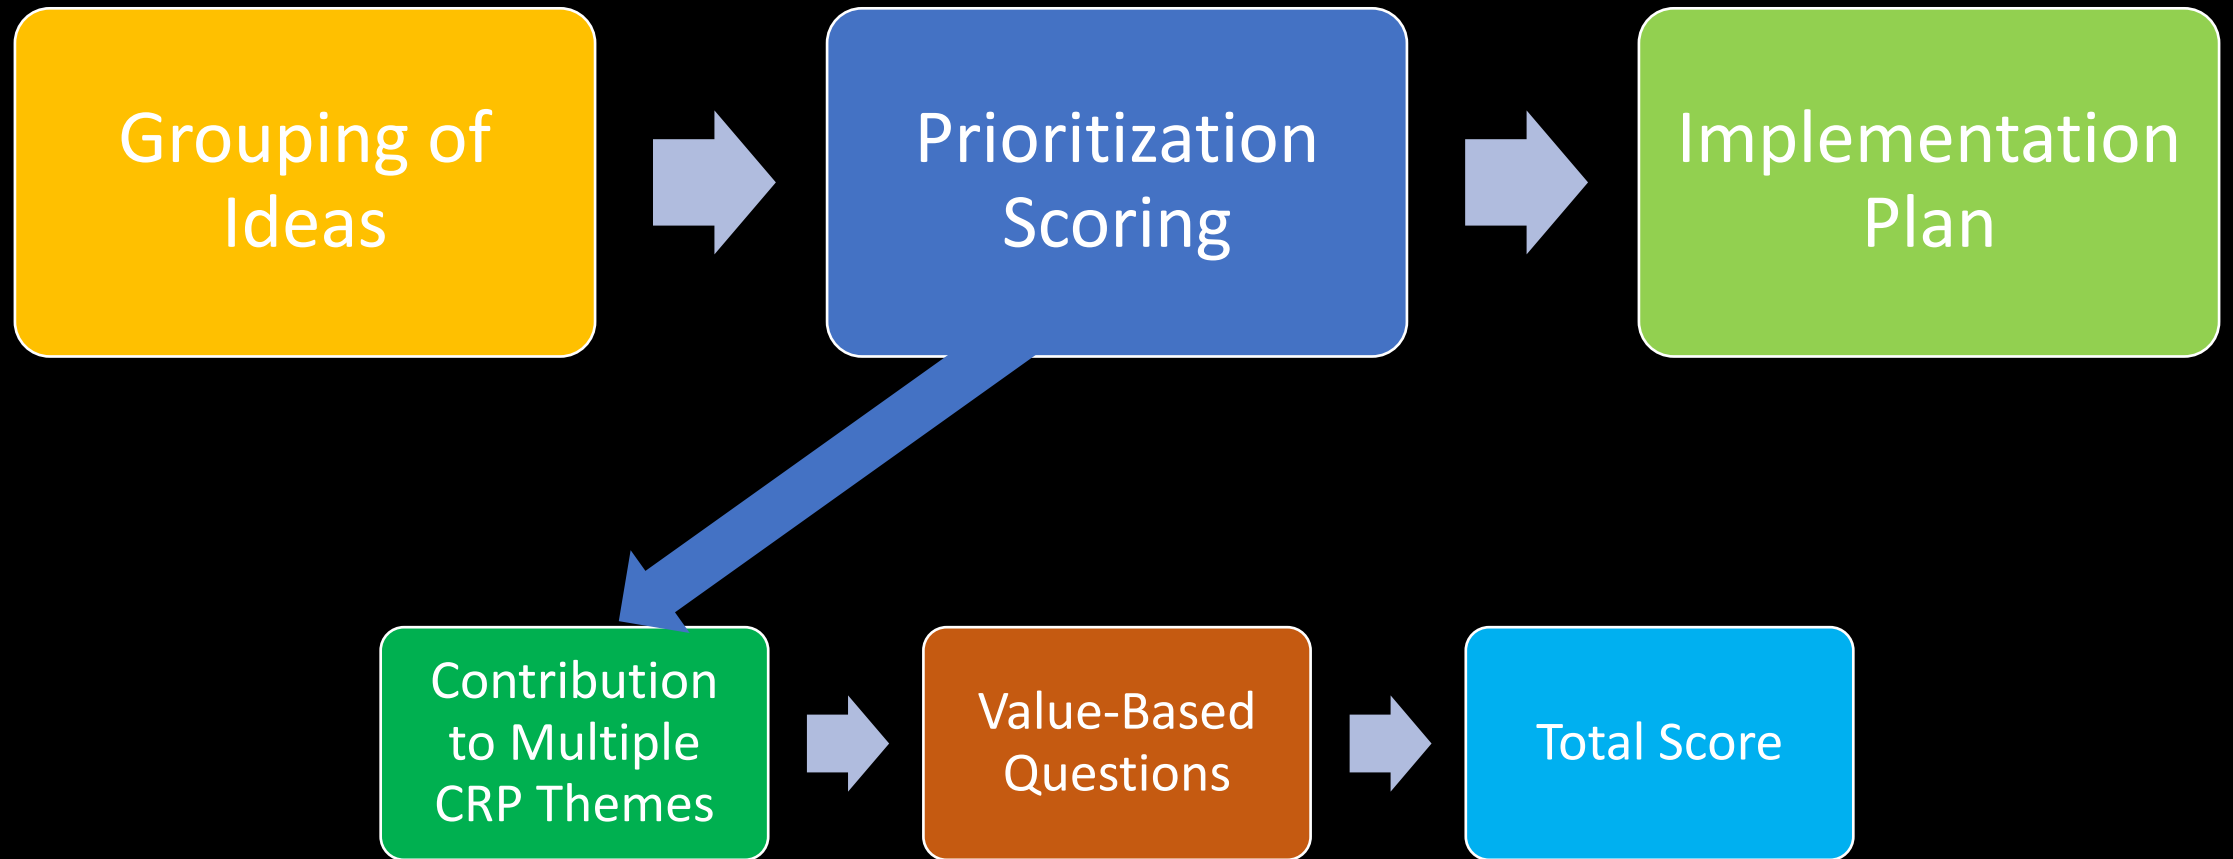 Grouping of
Ideas
Prioritization
Scoring
Implementation
Plan
Contribution
to Multiple
CRP Themes
Value-Based
Questions
Total Score